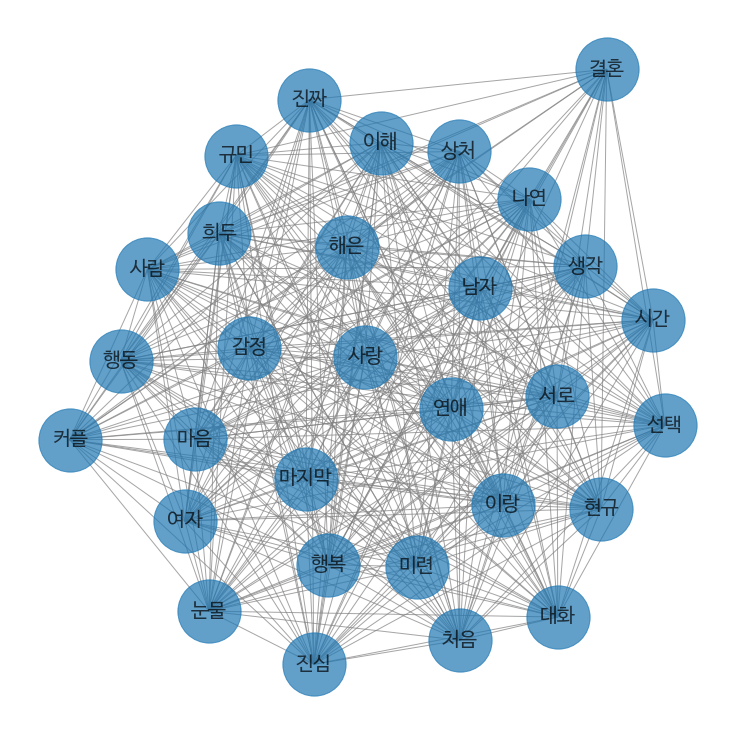 결혼
진짜
이해
상처
규민
나연
희두
해은
생각
사람
남자
시간
감정
사랑
행동
서로
연애
선택
커플
마음
마지막
이랑
현규
여자
행복
미련
눈물
대화
처음
진심